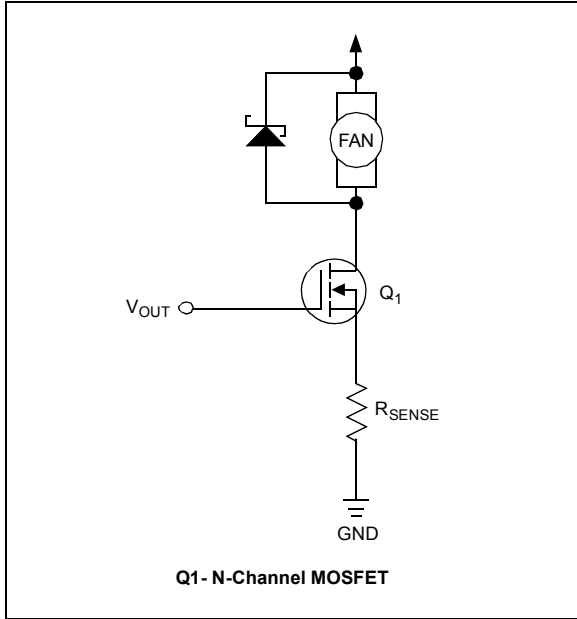 FAN
Q1
VOUT
RSENSE
GND
Q1- N-Channel MOSFET